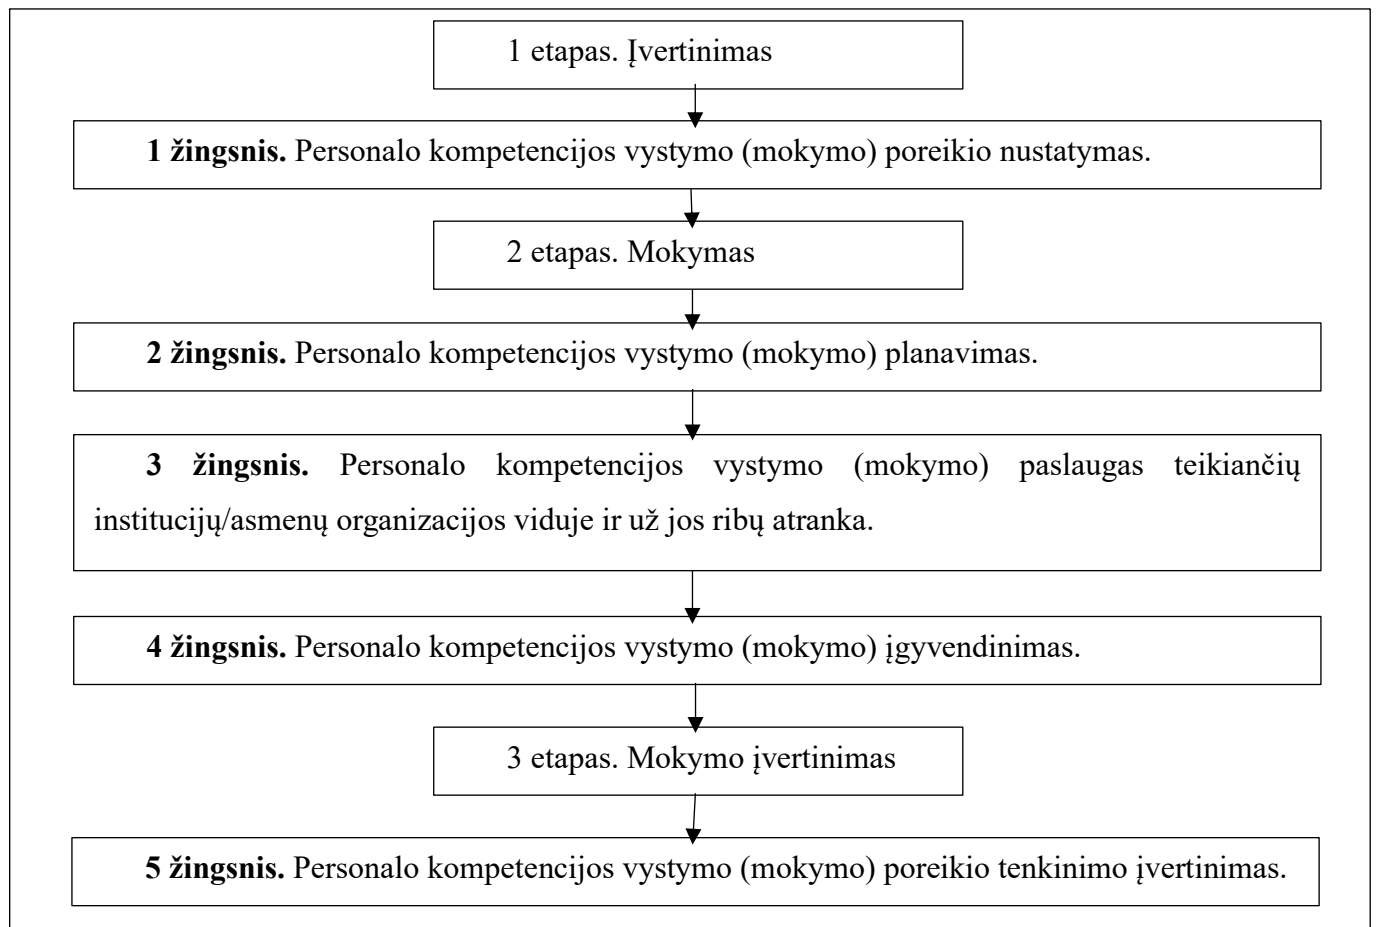 1 etapas. Įvertinimas
1 žingsnis. Personalo kompetencijos vystymo (mokymo) poreikio nustatymas.
2 etapas. Mokymas
2 žingsnis. Personalo kompetencijos vystymo (mokymo) planavimas.
3 žingsnis. Personalo kompetencijos vystymo (mokymo) paslaugas teikiančių
institucijų/asmenų organizacijos viduje ir už jos ribų atranka.
4 žingsnis. Personalo kompetencijos vystymo (mokymo) įgyvendinimas.
3 etapas. Mokymo įvertinimas
5 žingsnis. Personalo kompetencijos vystymo (mokymo) poreikio tenkinimo įvertinimas.